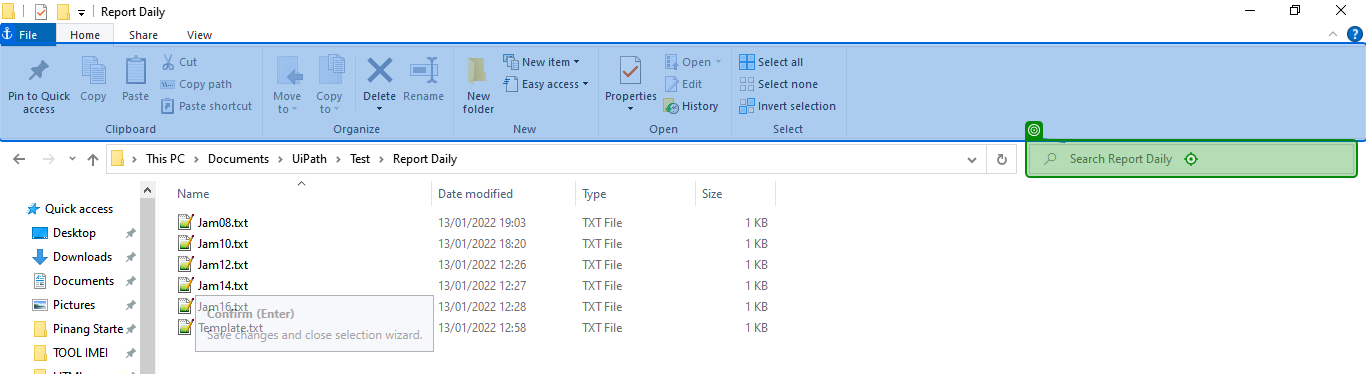 Report Daily
File Home Share View
Pin to Quick access
Copy
Paste
Cut
Copy path
Paste shortcut
Clipboard
Move to
Copy to
Delete
Rename
Organize
New folder
New item
Easy access
New
Properties
Open
Edit
History
Open
Select all
Select none
Invert selection
Select
This PC > Documents > UiPath > Test > Report Daily
Search Report Daily
Name Date modified Type Size
Quick access
Desktop
Downloads
Documents
Pictures
Pinang Starte
TOOL IMEI
Jam08.txt 13/01/2022 19:03 TXT File 1 KB
Jam10.txt 13/01/2022 18:20 TXT File 1 KB
Jam12.txt 13/01/2022 12:26 TXT File 1 KB
Jam14.txt 13/01/2022 12:27 TXT File 1 KB
Jam16.txt 13/01/2022 12:28 TXT File 1 KB
Template.txt 13/01/2022 12:58 TXT File 1 KB
Confirm (Enter)
Save changes and close selection wizard.